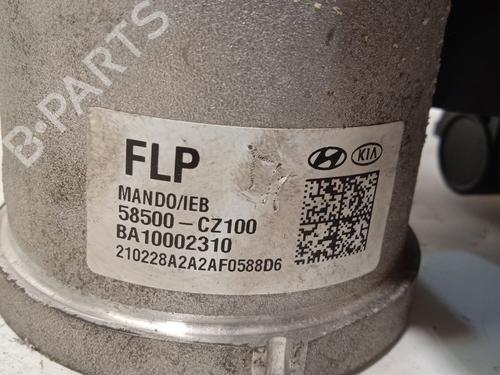 B-PARTS
FLP
KIA
MANDO/IEB
58500-CZ100
BA10002310
210228A2A2AF0588D6